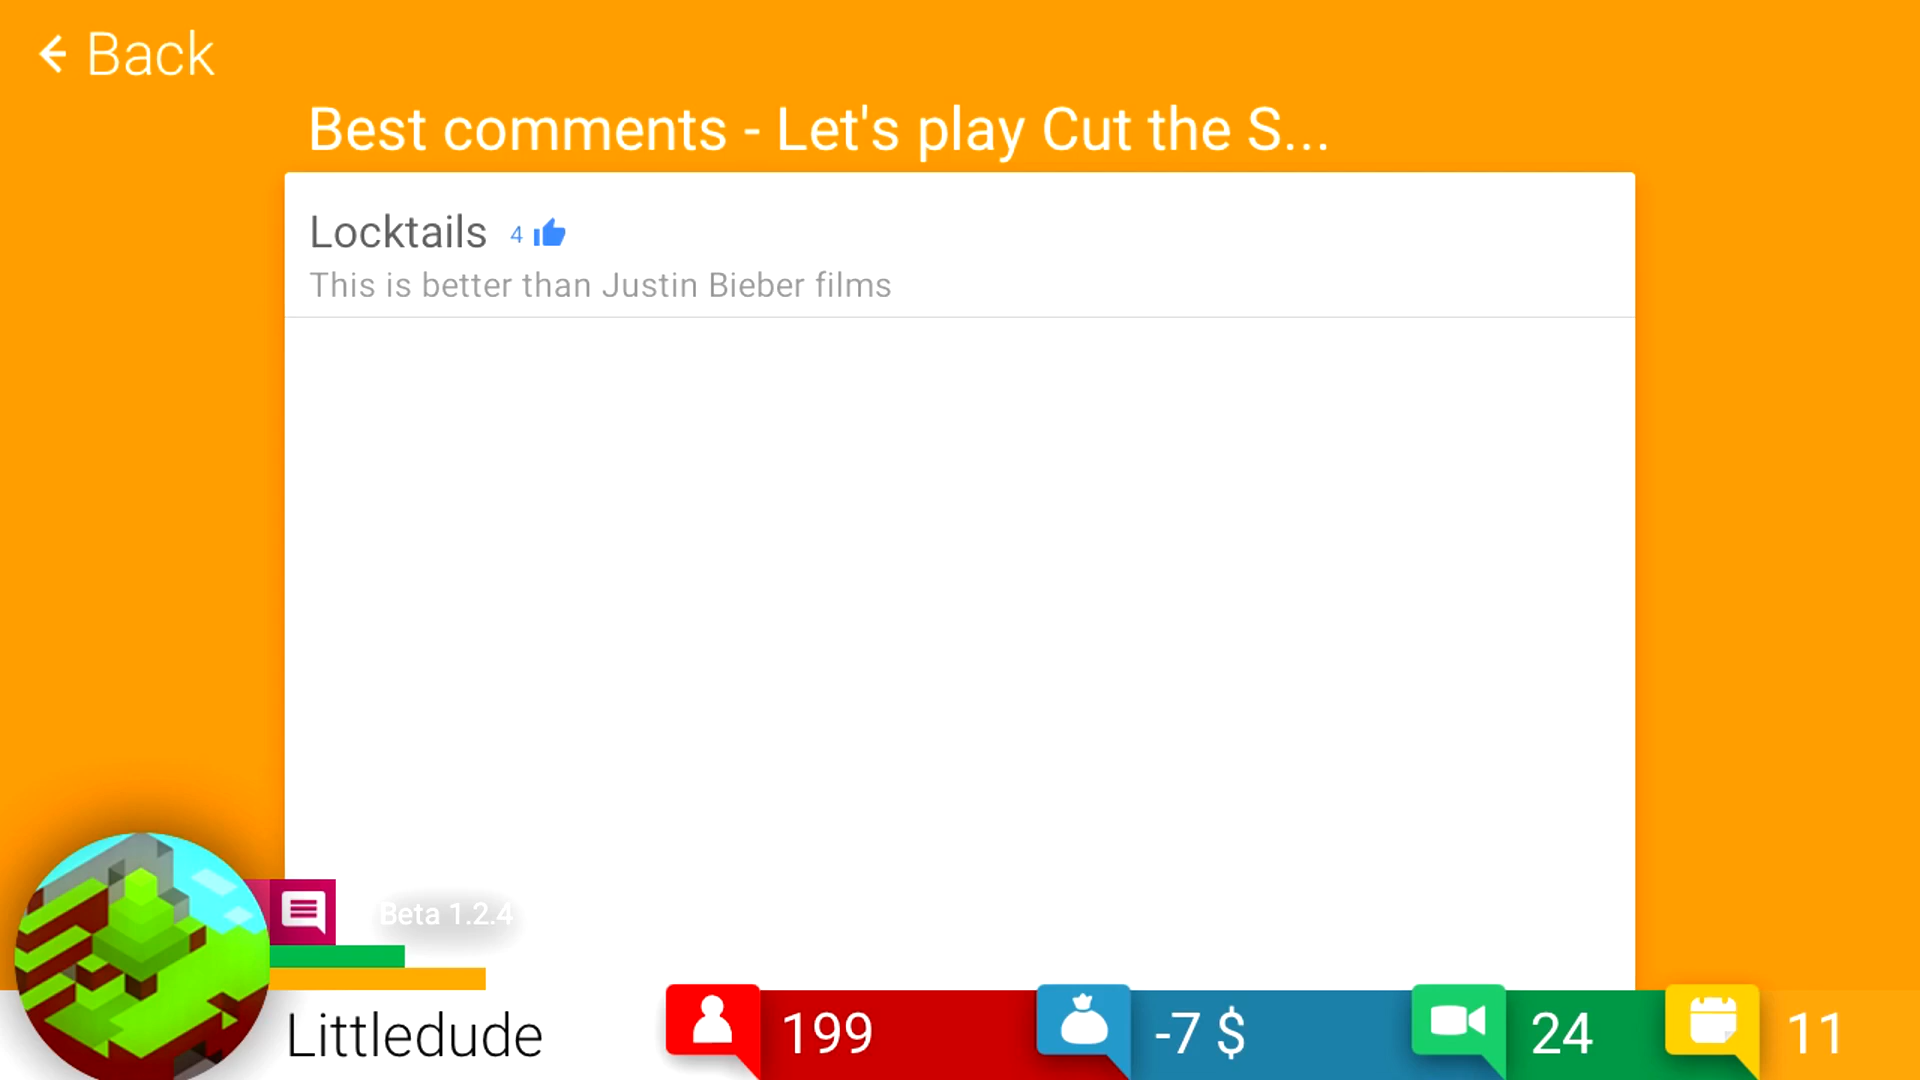 Back
Best comments - Let's play Cut the S...
Locktails 4
This is better than Justin Bieber films
Beta 1.2.4
Littledude 199 -7 $ 24 11